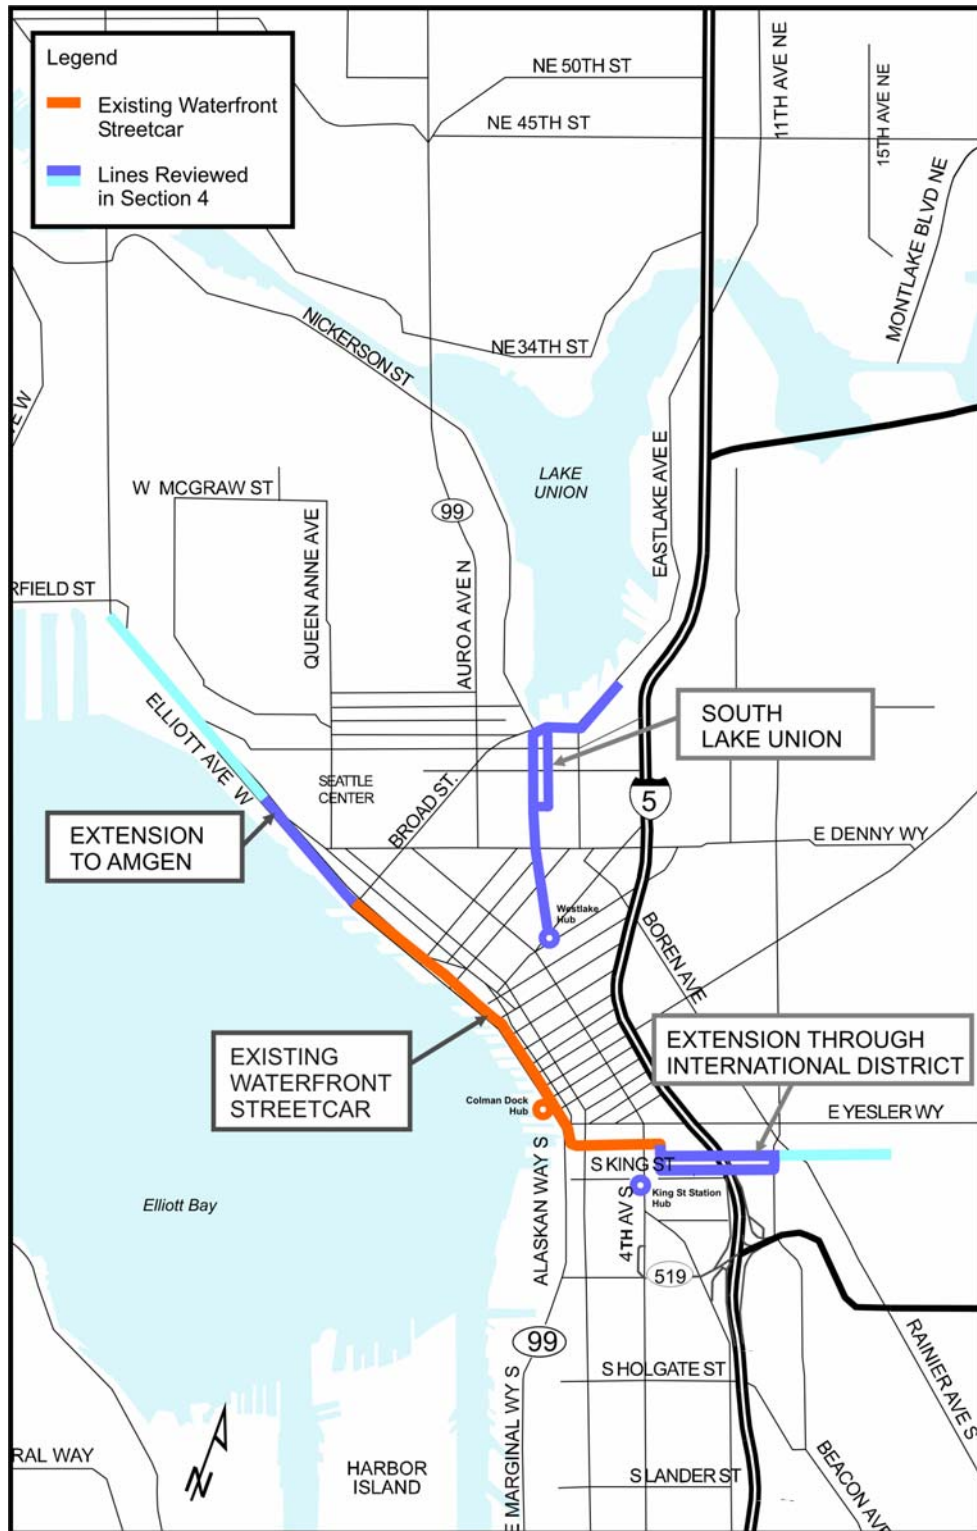 Legend
Existing Waterfront
Streetcar
Lines Reviewed
in Section 4
NE 50TH ST
NE 45TH ST
11TH AVE NE
15TH AVE NE
MONTLAKE BLVD NE
NICKERSON ST
NE 34TH ST
E W
LAKE
UNION
EASTLAKE AVE E
W MCGRAW ST
99
QUEEN ANNE AVE
AUROA AVE N
RFIELD ST
ELLIOTT AVE W
SOUTH
LAKE UNION
SEATTLE
CENTER
BROAD ST.
5
EXTENSION
TO AMGEN
E DENNY WY
Westlake
Hub
BOREN AVE
EXISTING
WATERFRONT
STREETCAR
EXTENSION THROUGH
INTERNATIONAL DISTRICT
Colman Dock
Hub
E YESLER WY
S KING ST
King St Station
Hub
Elliott Bay
ALASKAN WAY S
4TH AV S
519
99
RAINIER AVE S
S HOLGATE ST
N
RAL WAY
HARBOR
ISLAND
E MARGINAL WY S
S LANDER ST
BEACON AVE